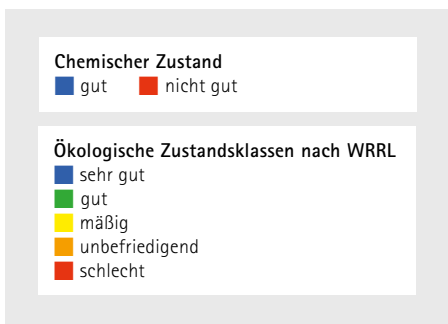 Chemischer Zustand
gut nicht gut
Ökologische Zustandsklassen nach WRRL
sehr gut
gut
mäßig
unbefriedigend
schlecht